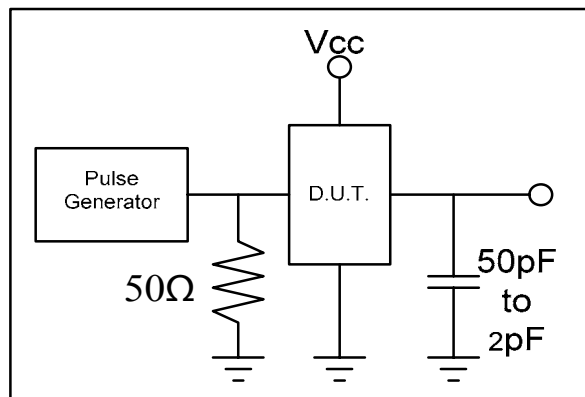 Vcc
Pulse
Generator
D.U.T.
50Ω
50pF
to
2pF